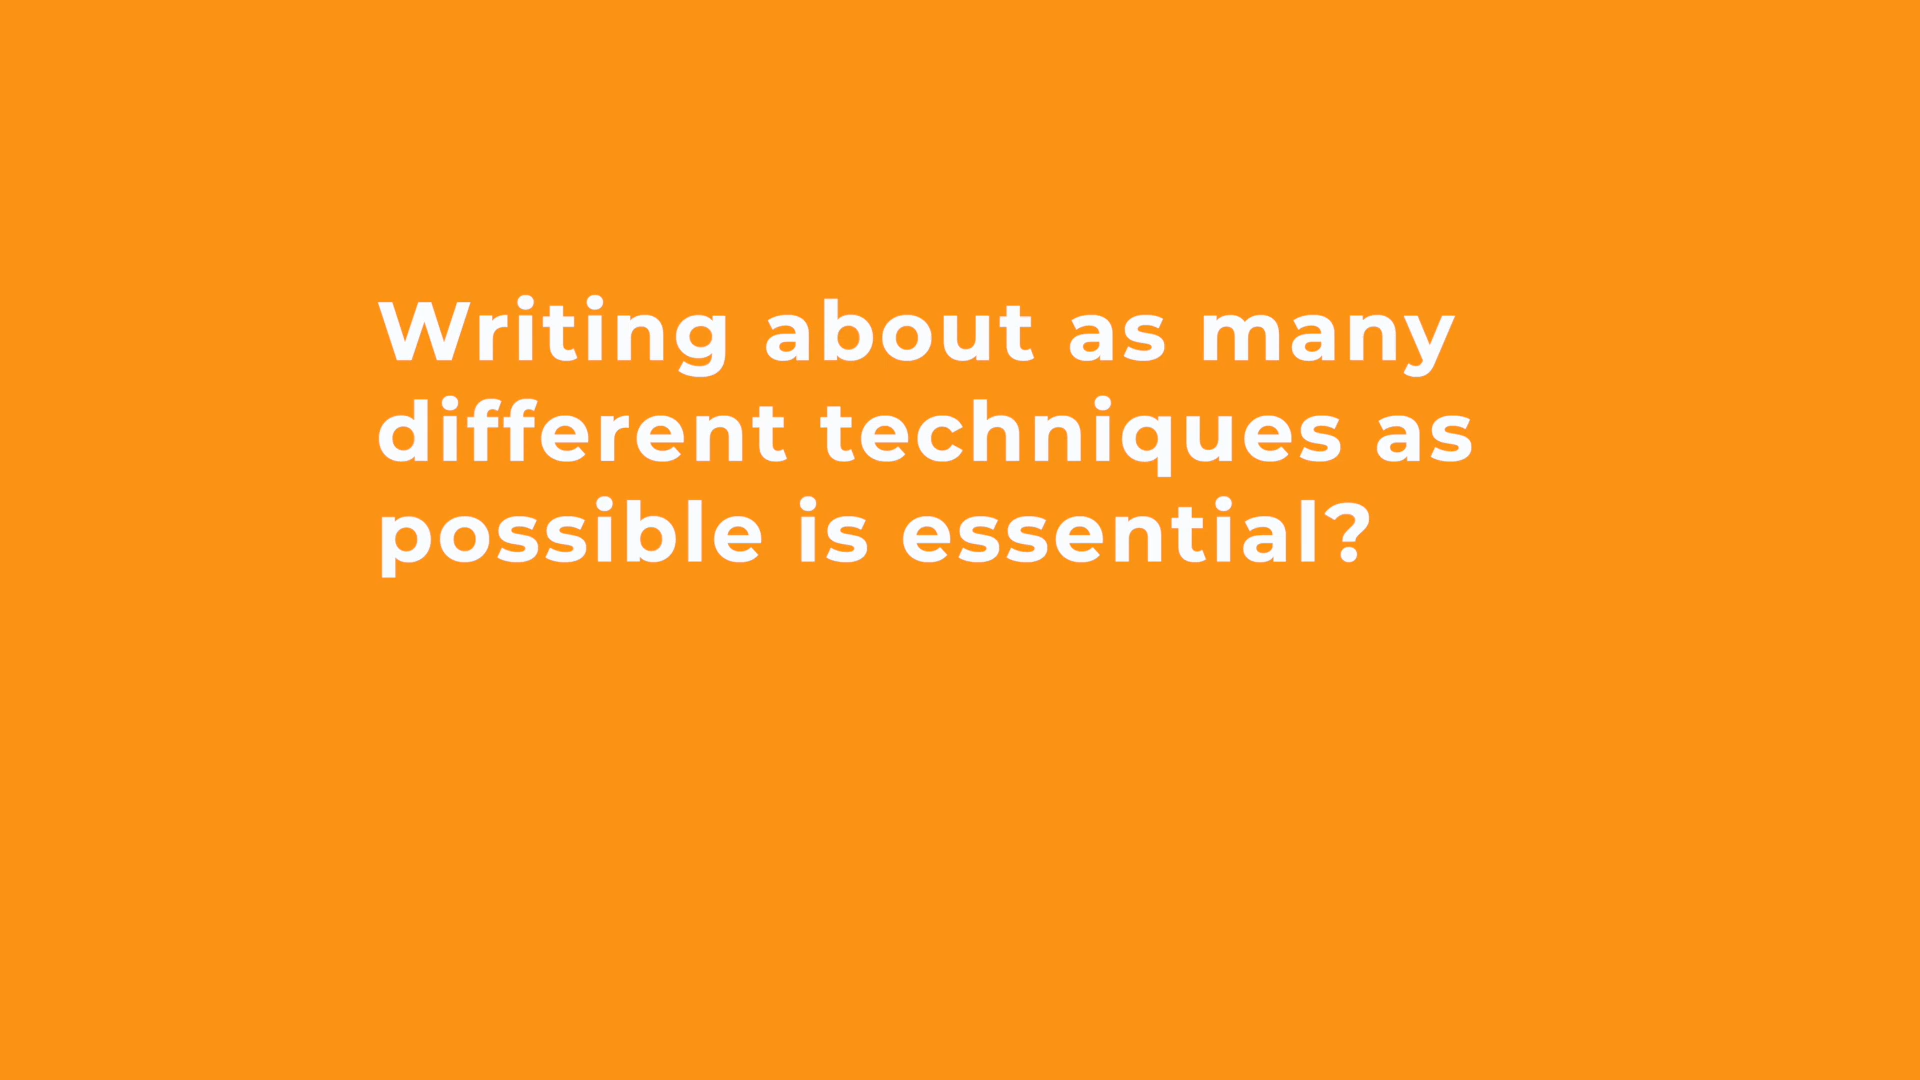 Writing about as many
different techniques as
possible is essential?